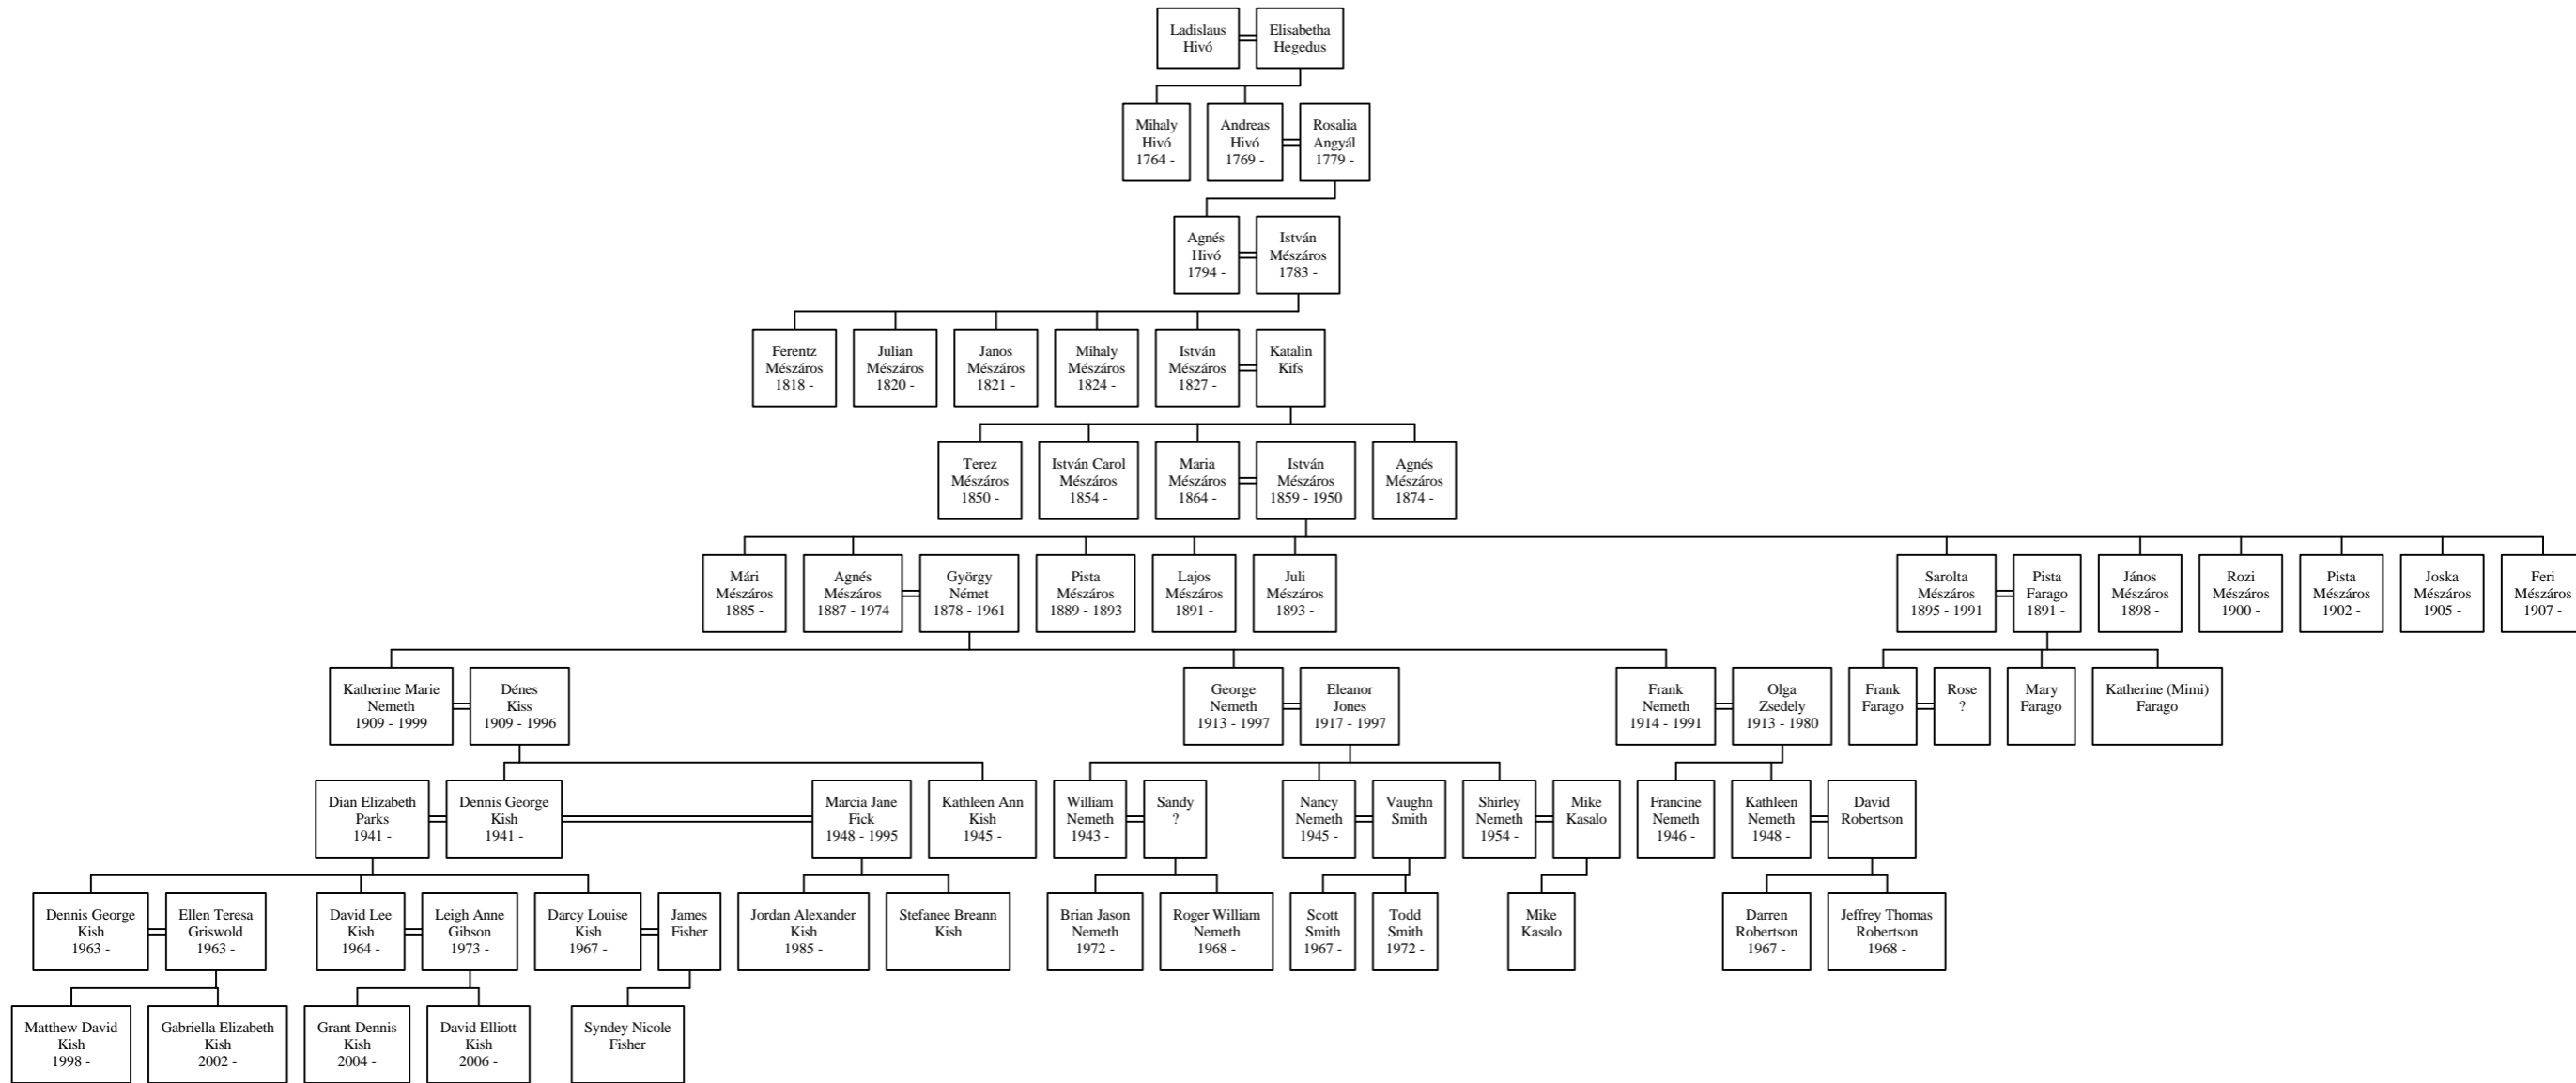 Ladislaus
Hivó
Elisabetha
Hegedus
Mihaly
Hivó
1764 -
Andreas
Hivó
1769 -
Rosalia
Angyál
1779 -
Agnés
Hivó
1794 -
István
Mészáros
1783 -
Ferentz
Mészáros
1818 -
Julian
Mészáros
1820 -
Janos
Mészáros
1821 -
Mihaly
Mészáros
1824 -
István
Mészáros
1827 -
Katalin
Kifs
Terez
Mészáros
1850 -
István Carol
Mészáros
1854 -
Maria
Mészáros
1864 -
István
Mészáros
1859 - 1950
Agnés
Mészáros
1874 -
Mári
Mészáros
1885 -
Agnés
Mészáros
1887 - 1974
György
Német
1878 - 1961
Pista
Mészáros
1889 - 1893
Lajos
Mészáros
1891 -
Juli
Mészáros
1893 -
Sarolta
Mészáros
1895 - 1991
Pista
Farago
1891 -
János
Mészáros
1898 -
Rozi
Mészáros
1900 -
Pista
Mészáros
1902 -
Joska
Mészáros
1905 -
Feri
Mészáros
1907 -
Katherine Marie
Nemeth
1909 - 1999
Dénes
Kiss
1909 - 1996
George
Nemeth
1913 - 1997
Eleanor
Jones
1917 - 1997
Frank
Nemeth
1914 - 1991
Olga
Zsedely
1913 - 1980
Frank
Farago
Rose
?
Mary
Farago
Katherine (Mimi)
Farago
Dian Elizabeth
Parks
1941 -
Dennis George
Kish
1941 -
Marcia Jane
Fick
1948 - 1995
Kathleen Ann
Kish
1945 -
William
Nemeth
1943 -
Sandy
?
Nancy
Nemeth
1945 -
Vaughn
Smith
Shirley
Nemeth
1954 -
Mike
Kasalo
Francine
Nemeth
1946 -
Kathleen
Nemeth
1948 -
David
Robertson
Dennis George
Kish
1963 -
Ellen Teresa
Griswold
1963 -
David Lee
Kish
1964 -
Leigh Anne
Gibson
1973 -
Darcy Louise
Kish
1967 -
James
Fisher
Jordan Alexander
Kish
1985 -
Stefanee Breann
Kish
Brian Jason
Nemeth
1972 -
Roger William
Nemeth
1968 -
Scott
Smith
1967 -
Todd
Smith
1972 -
Mike
Kasalo
Darren
Robertson
1967 -
Jeffrey Thomas
Robertson
1968 -
Matthew David
Kish
1998 -
Gabriella Elizabeth
Kish
2002 -
Grant Dennis
Kish
2004 -
David Elliott
Kish
2006 -
Syndey Nicole
Fisher